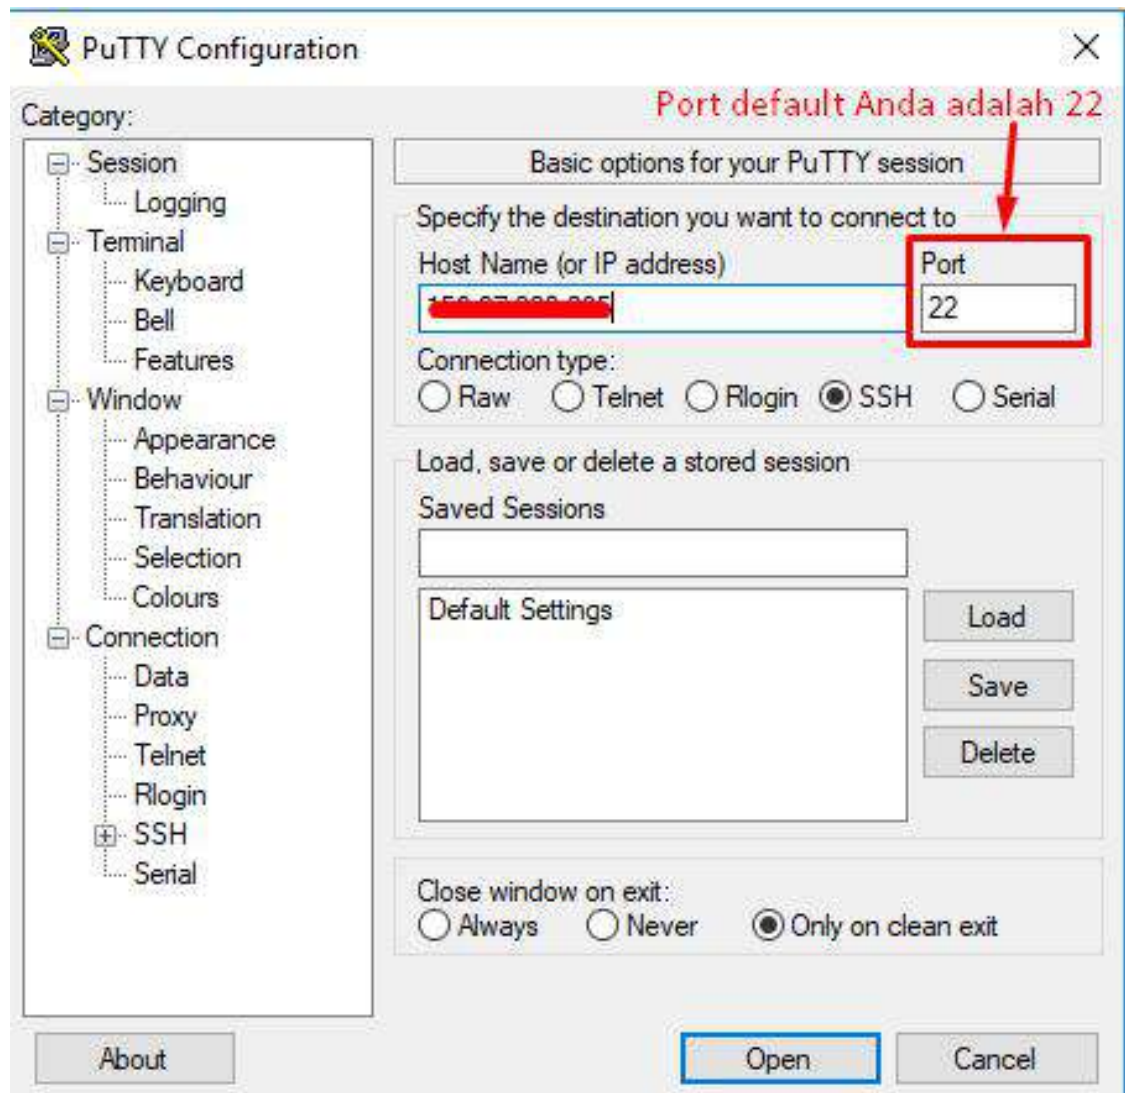 PuTTY Configuration
Port default Anda adalah 22
Category:
Session
Logging
Terminal
Keyboard
Bell
Features
Window
Appearance
Behaviour
Translation
Selection
Colours
Connection
Data
Proxy
Telnet
Rlogin
SSH
Serial
Basic options for your PuTTY session
Specify the destination you want to connect to
Host Name (or IP address)
Port
22
Connection type:
Raw Telnet Rlogin SSH Serial
Load, save or delete a stored session
Saved Sessions
Default Settings
Load
Save
Delete
Close window on exit:
Always Never Only on clean exit
About
Open
Cancel